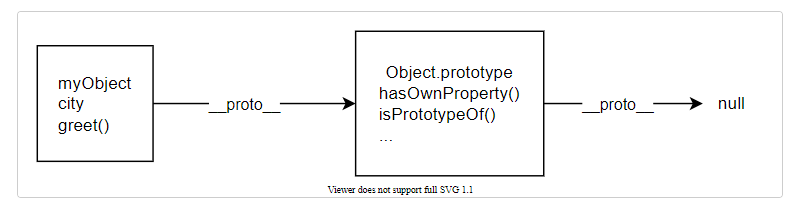 myObject
city
greet()
__proto__
Object.prototype
hasOwnProperty()
isPrototypeOf()
...
__proto__
null
Viewer does not support full SVG 1.1